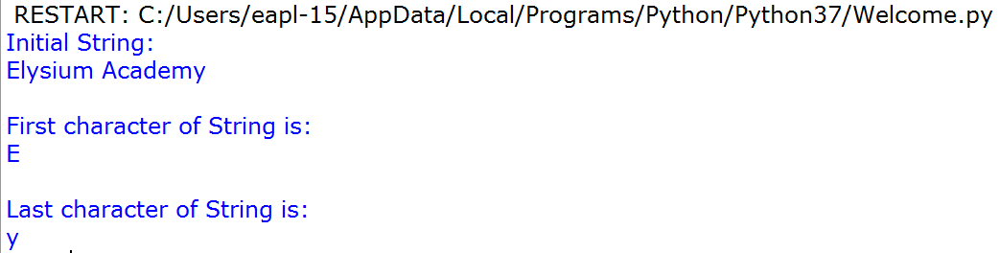 RESTART: C:/Users/eapl-15/AppData/Local/Programs/Python/Python37/Welcome.py
Initial String:
Elysium Academy
First character of String is:
E
Last character of String is:
y